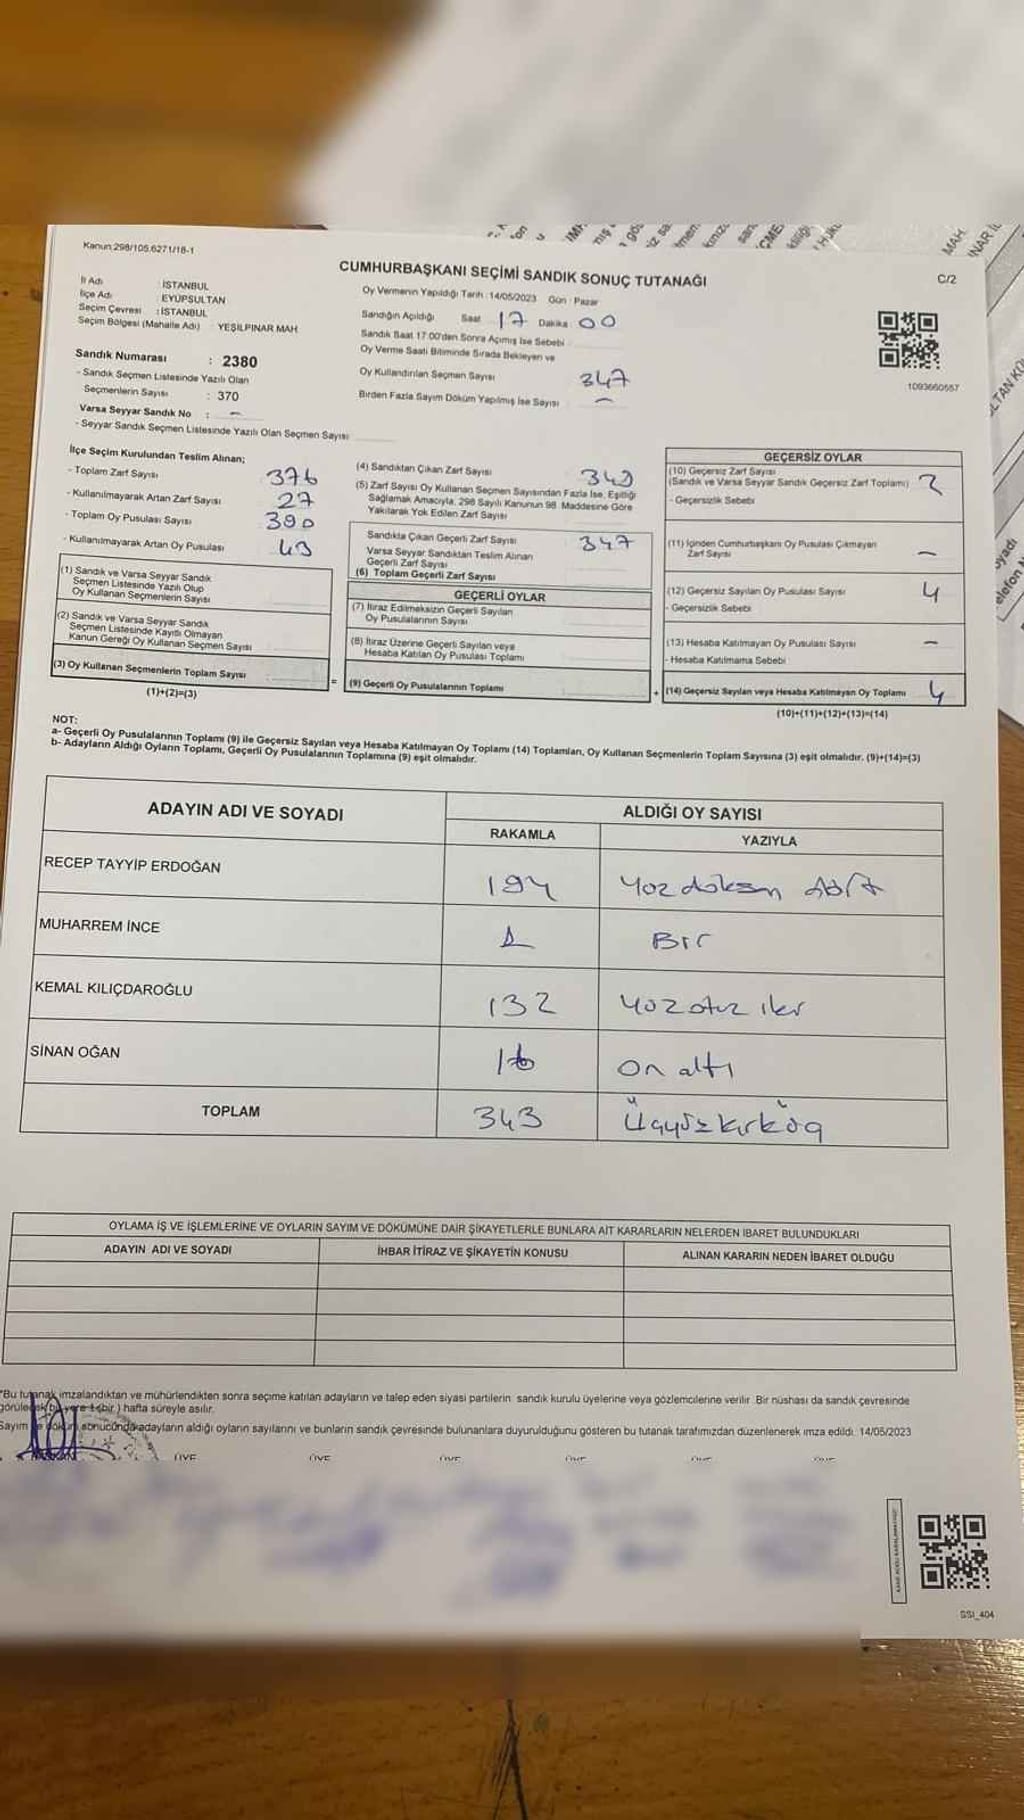 Kanun:298/105.6271/18-1
CUMHURBAŞKANI SEÇİMİ SANDIK SONUÇ TUTANAĞI
C/2
İl Adı : İSTANBUL
İlçe Adı : EYÜPSULTAN
Seçim Çevresi : İSTANBUL
Seçim Bölgesi (Mahalle Adı) : YEŞİLPINAR MAH.
Oy Vermenin Yapıldığı Tarih : 14/05/2023 Gün : Pazar
Sandığın Açıldığı Saat 17 Dakika : 00
Sandık Saat 17:00'den Sonra Açımış İse Sebebi
Oy Verme Saati Bitiminde Sırada Bekleyen ve
Oy Kullandırılan Seçmen Sayısı 347
Birden Fazla Sayım Döküm Yapılmış İse Sayısı –
1093660557
Sandık Numarası : 2380
- Sandık Seçmen Listesinde Yazılı Olan
Seçmenlerin Sayısı : 370
Varsa Seyyar Sandık No : –
- Seyyar Sandık Seçmen Listesinde Yazılı Olan Seçmen Sayısı
İlçe Seçim Kurulundan Teslim Alınan;
- Toplam Zarf Sayısı 376
- Kullanılmayarak Artan Zarf Sayısı 27
- Toplam Oy Pusulası Sayısı 390
- Kullanılmayarak Artan Oy Pusulası 43
(1) Sandık ve Varsa Seyyar Sandık
Seçmen Listesinde Yazılı Olup
Oy Kullanan Seçmenlerin Sayısı
(2) Sandık ve Varsa Seyyar Sandık
Seçmen Listesinde Kayıtlı Olmayan
Kanun Gereği Oy Kullanan Seçmen Sayısı
(3) Oy Kullanan Seçmenlerin Toplam Sayısı
(1)+(2)=(3)
=
(4) Sandıktan Çıkan Zarf Sayısı
(5) Zarf Sayısı Oy Kullanan Seçmen Sayısından Fazla İse, Eşitliği
Sağlamak Amacıyla, 298 Sayılı Kanunun 98. Maddesine Göre
Yakılarak Yok Edilen Zarf Sayısı
Sandıkta Çıkan Geçerli Zarf Sayısı 347
Varsa Seyyar Sandıktan Teslim Alınan
Geçerli Zarf Sayısı
(6) Toplam Geçerli Zarf Sayısı
GEÇERLİ OYLAR
(7) İtiraz Edilmeksizin Geçerli Sayılan
Oy Pusulalarının Sayısı
(8) İtiraz Üzerine Geçerli Sayılan veya
Hesaba Katılan Oy Pusulası Toplamı
(9) Geçerli Oy Pusulalarının Toplamı
+
GEÇERSİZ OYLAR
(10) Geçersiz Zarf Sayısı
(Sandık ve Varsa Seyyar Sandık Geçersiz Zarf Toplamı)
- Geçersizlik Sebebi
(11) İçinden Cumhurbaşkanı Oy Pusulası Çıkmayan
Zarf Sayısı –
(12) Geçersiz Sayılan Oy Pusulası Sayısı 4
- Geçersizlik Sebebi
(13) Hesaba Katılmayan Oy Pusulası Sayısı –
- Hesaba Katılmama Sebebi
(14) Geçersiz Sayılan veya Hesaba Katılmayan Oy Toplamı 4
(10)+(11)+(12)+(13)=(14)
NOT:
a- Geçerli Oy Pusulalarının Toplamı (9) ile Geçersiz Sayılan veya Hesaba Katılmayan Oy Toplamı (14) Toplamları, Oy Kullanan Seçmenlerin Toplam Sayısına (3) eşit olmalıdır. (9)+(14)=(3)
b- Adayların Aldığı Oyların Toplamı, Geçerli Oy Pusulalarının Toplamına (9) eşit olmalıdır.
ADAYIN ADI VE SOYADI ALDIĞI OY SAYISI
RAKAMLA YAZIYLA
RECEP TAYYİP ERDOĞAN 194 Yüz doksan dört
MUHARREM İNCE 1 Bir
KEMAL KILIÇDAROĞLU 132 Yüz otuz iki
SİNAN OĞAN 16 on altı
TOPLAM 343 Üçyüzkırküç
OYLAMA İŞ VE İŞLEMLERİNE VE OYLARIN SAYIM VE DÖKÜMÜNE DAİR ŞİKAYETLERLE BUNLARA AİT KARARLARIN NELERDEN İBARET BULUNDUKLARI
ADAYIN ADI VE SOYADI İHBAR İTİRAZ VE ŞİKAYETİN KONUSU ALINAN KARARIN NEDEN İBARET OLDUĞU
*Bu tutanak imzalandıktan ve mühürlendikten sonra seçime katılan adayların ve talep eden siyasi partilerin sandık kurulu üyelerine veya gözlemcilerine verilir. Bir nüshası da sandık çevresinde
görülecek bir yere 1 (bir) hafta süreyle asılır.
Sayım ve döküm sonucunda adayların aldığı oyların sayılarını ve bunların sandık çevresinde bulunanlara duyurulduğunu gösteren bu tutanak tarafımızdan düzenlenerek imza edildi. 14/05/2023
ÜYE ÜYE ÜYE ÜYE ÜYE ÜYE
SSI_404